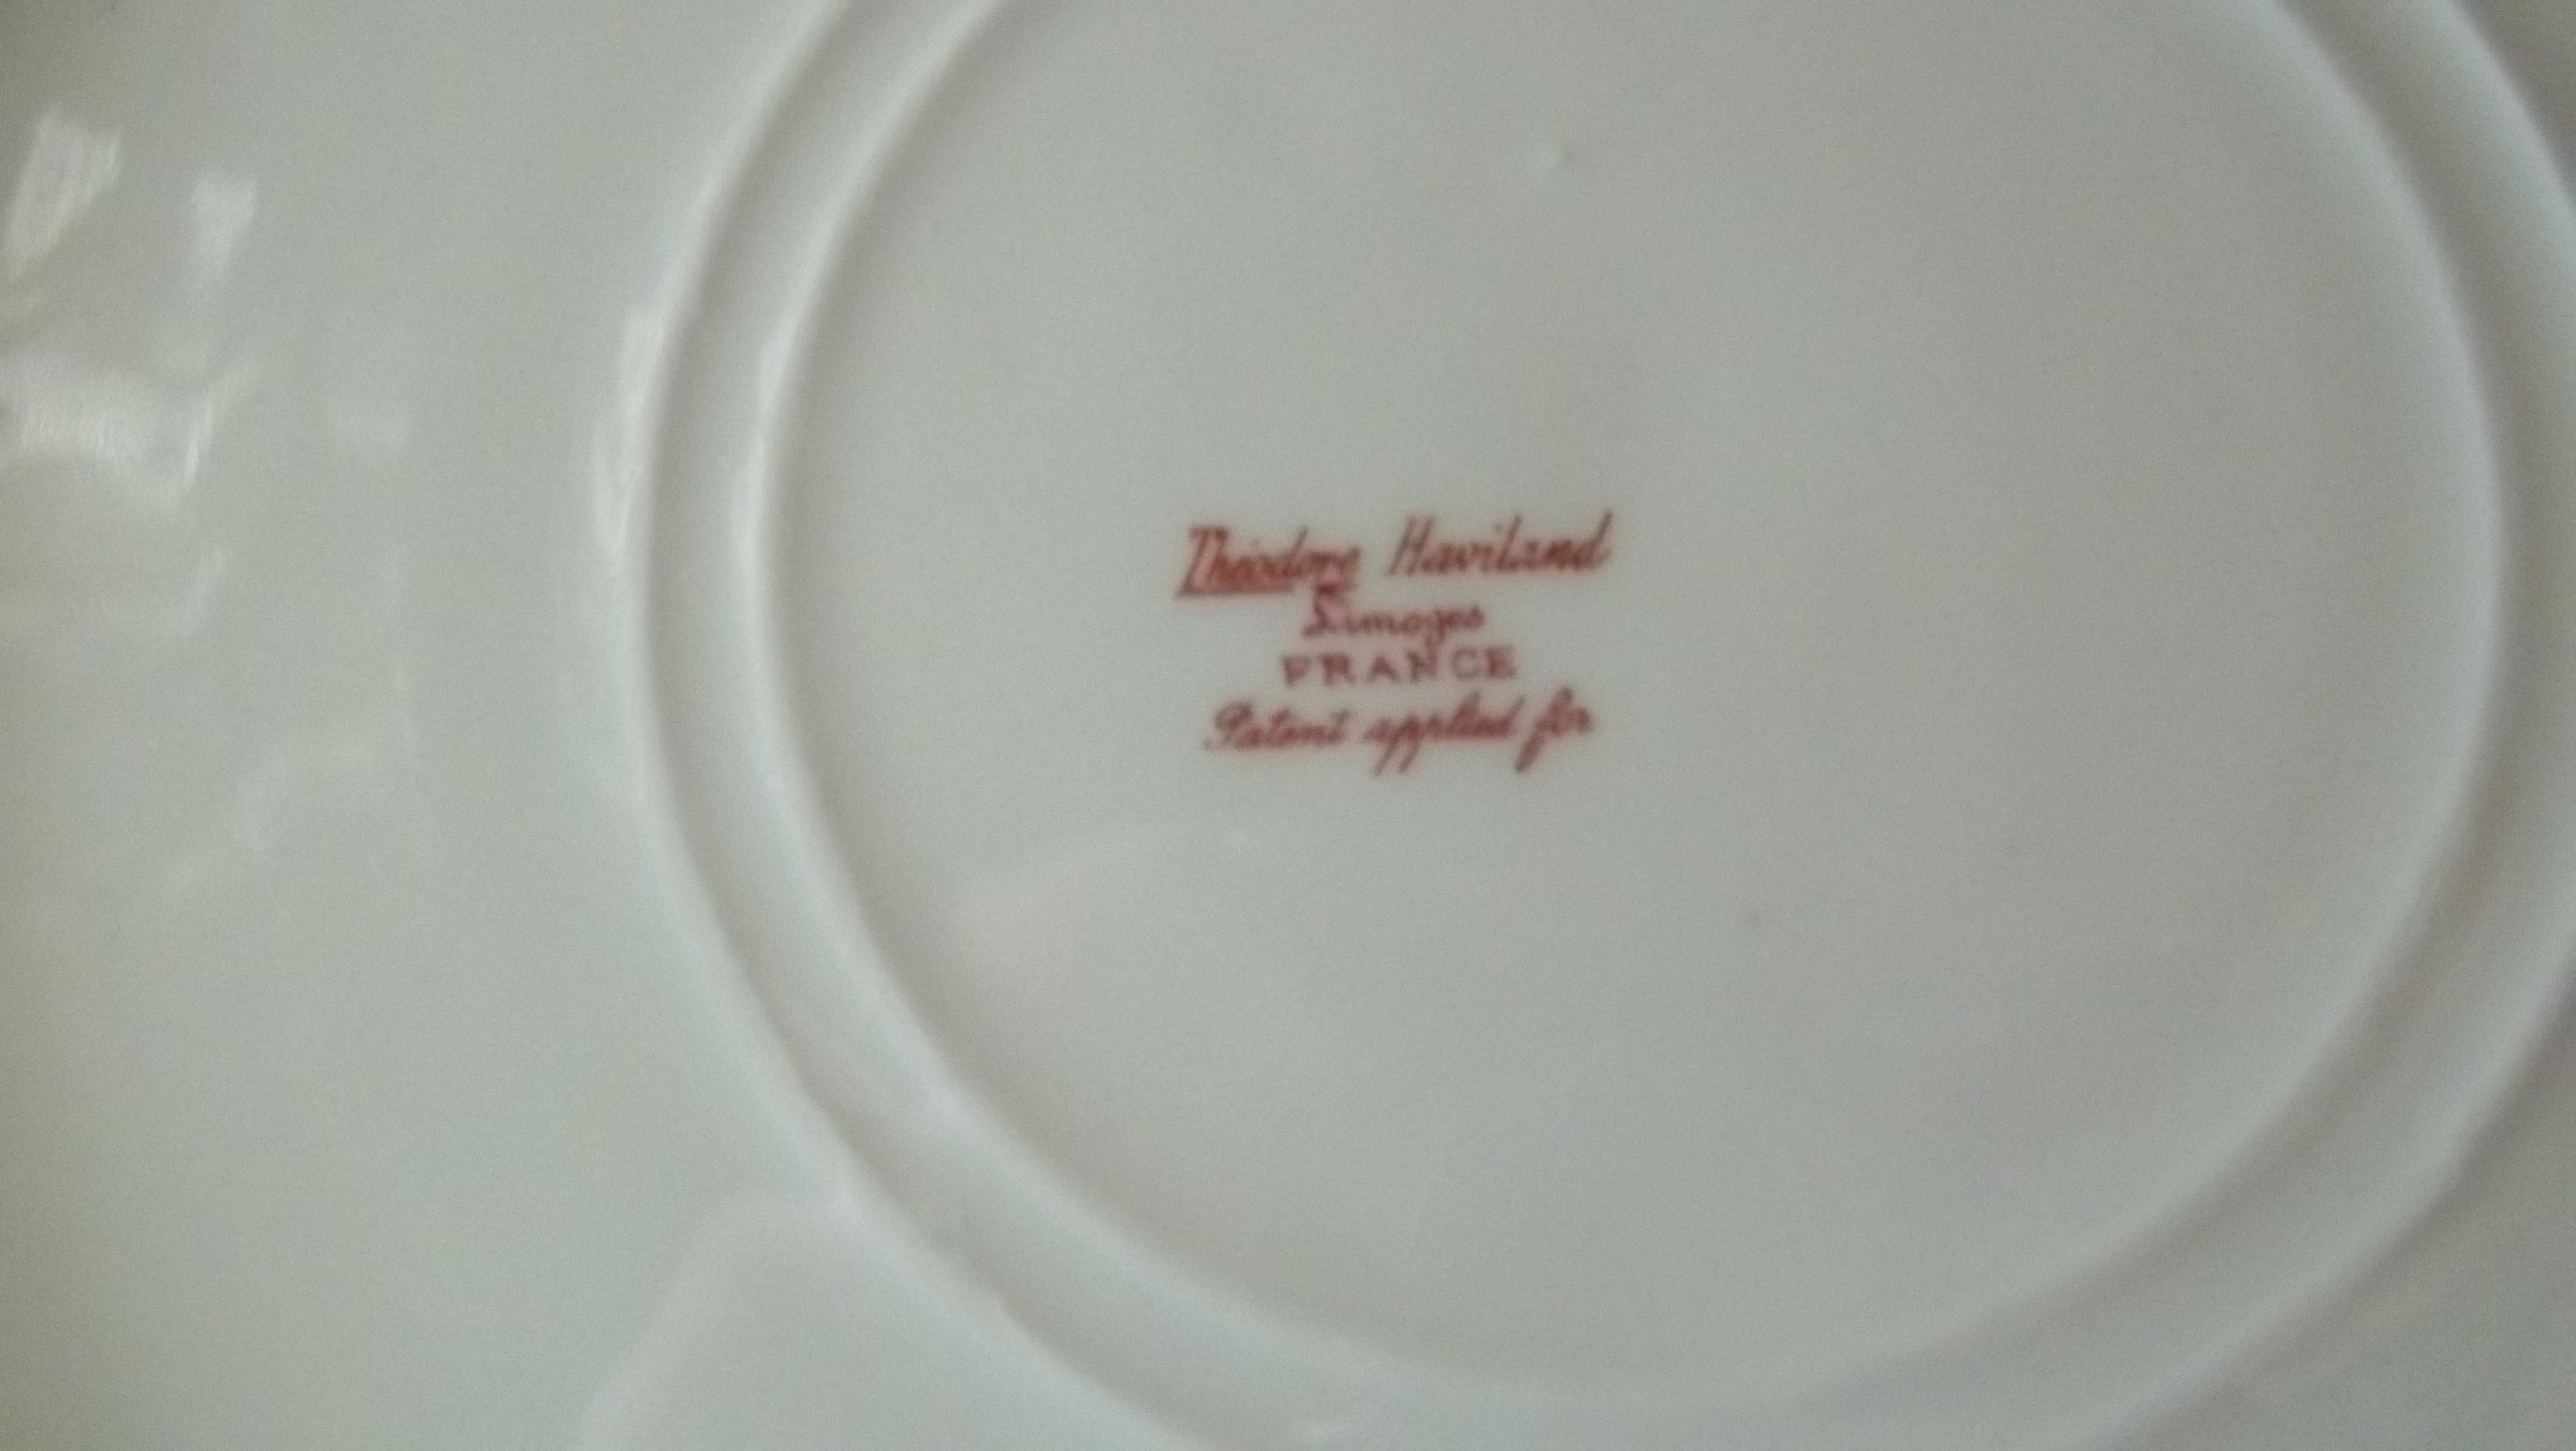 Theodore Haviland
Limoges
FRANCE
Patent applied for